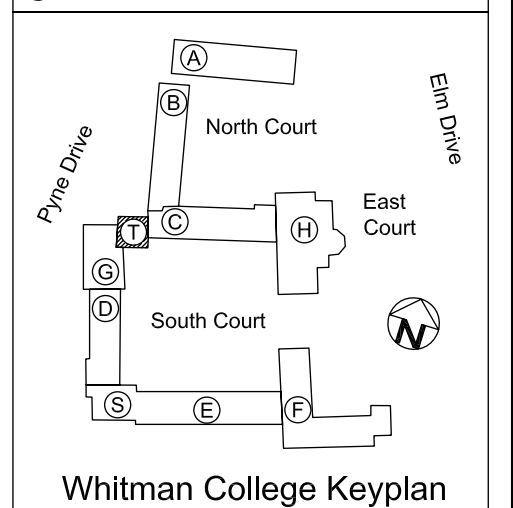 A
B
North Court
Elm Drive
Pyne Drive
C
T
H
East
Court
G
D
South Court
N
S
E
F
Whitman College Keyplan